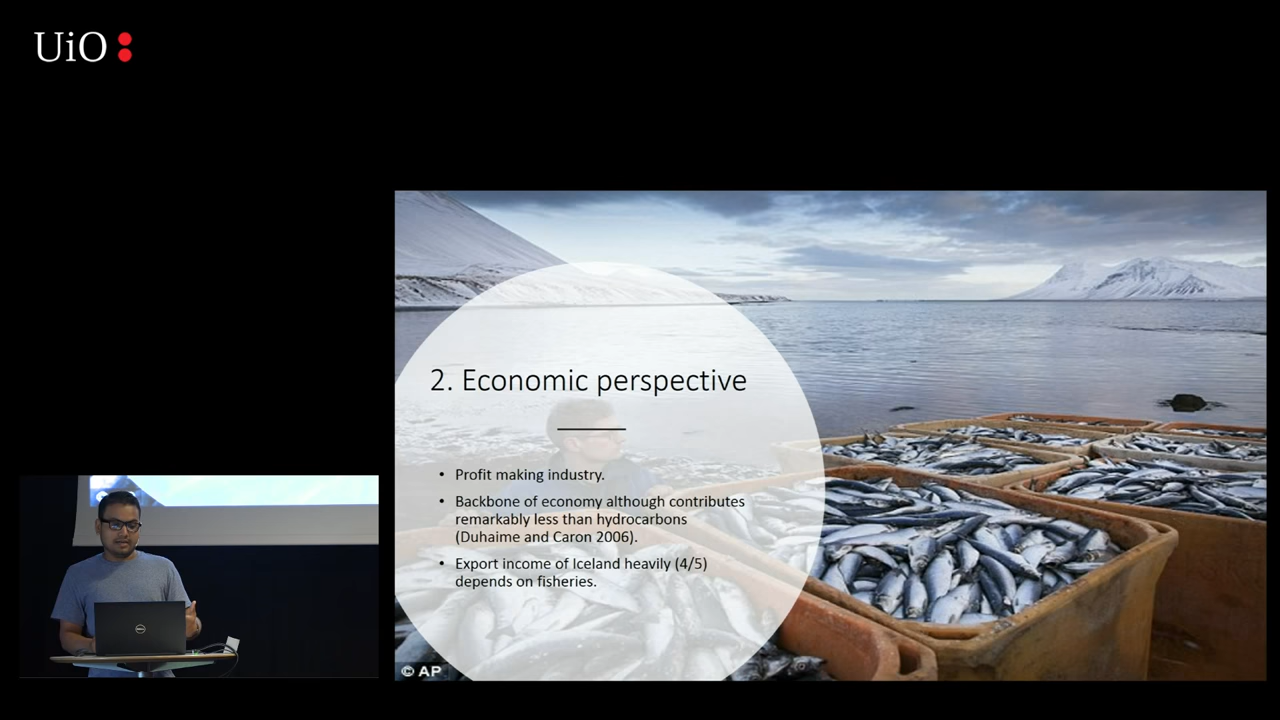 UiO
2. Economic perspective
• Profit making industry.
• Backbone of economy although contributes
remarkably less than hydrocarbons
(Duhaime and Caron 2006).
• Export income of Iceland heavily (4/5)
depends on fisheries.
© AP
DELL